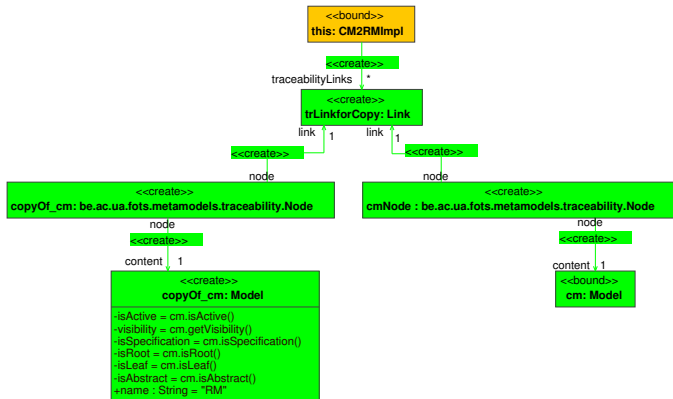 <<bound>>
this: CM2RMImpl
<<create>>
traceabilityLinks *
<<create>>
trLinkforCopy: Link
link 1 link 1
<<create>> <<create>>
node node
<<create>>
copyOf_cm: be.ac.ua.fots.metamodels.traceability.Node
<<create>>
cmNode : be.ac.ua.fots.metamodels.traceability.Node
node
<<create>>
content 1
node
<<create>>
content 1
<<create>>
copyOf_cm: Model
-isActive = cm.isActive()
-visibility = cm.getVisibility()
-isSpecification = cm.isSpecification()
-isRoot = cm.isRoot()
-isLeaf = cm.isLeaf()
-isAbstract = cm.isAbstract()
+name : String = "RM"
<<bound>>
cm: Model